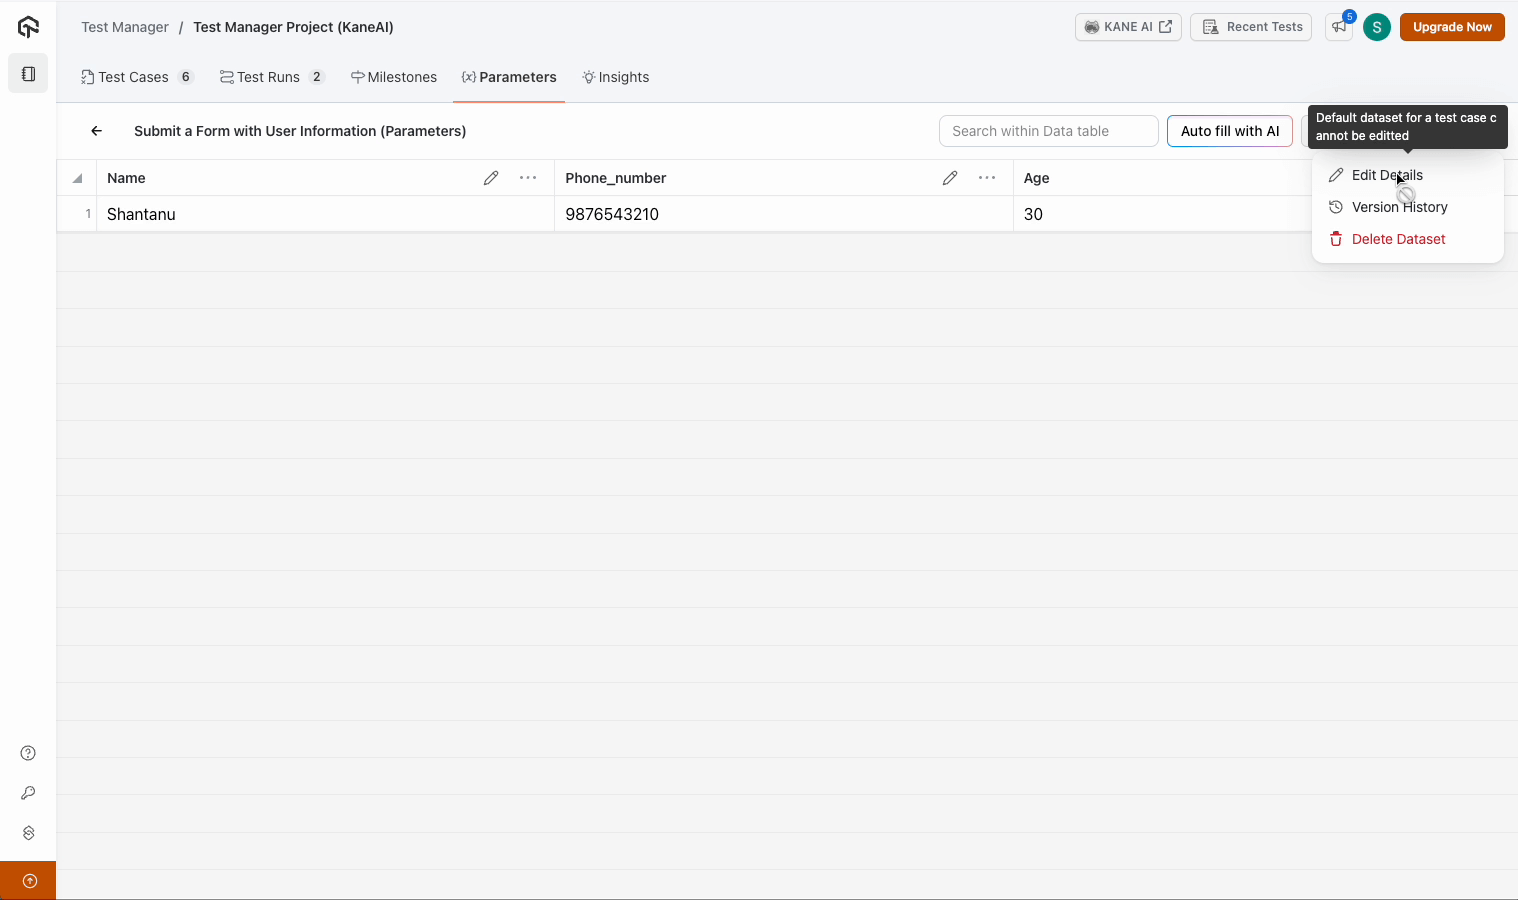 Test Manager / Test Manager Project (KaneAI)
KANE AI
Recent Tests
5
S
Upgrade Now
Test Cases 6
Test Runs 2
Milestones
{x} Parameters
Insights
Submit a Form with User Information (Parameters)
Search within Data table
Auto fill with AI
Default dataset for a test case c
annot be editted
Name
Phone_number
Age
1
Shantanu
9876543210
30
Edit Details
Version History
Delete Dataset